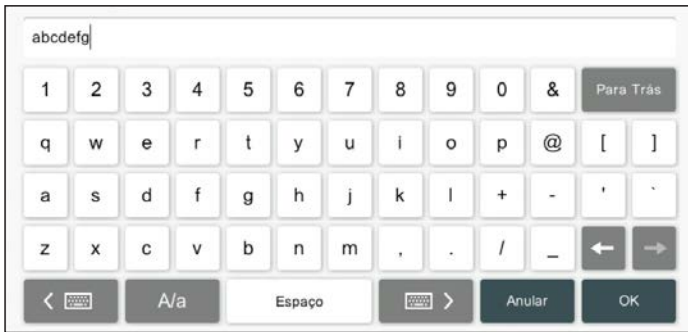 abcdefg
1 2 3 4 5 6 7 8 9 0 & Para Trás
q w e r t y u i o p @ [ ]
a s d f g h j k l + - ' `
z x c v b n m , . / _ ← →
< A/a Espaço > Anular OK